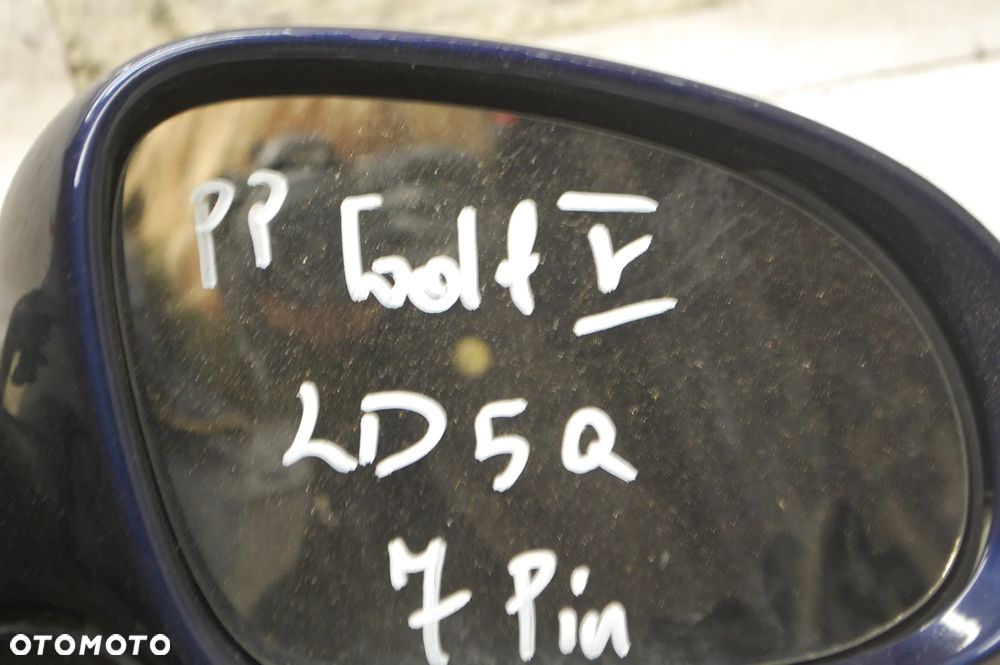 PP Golf V
LD5Q
7 Pin
OTOMOTO